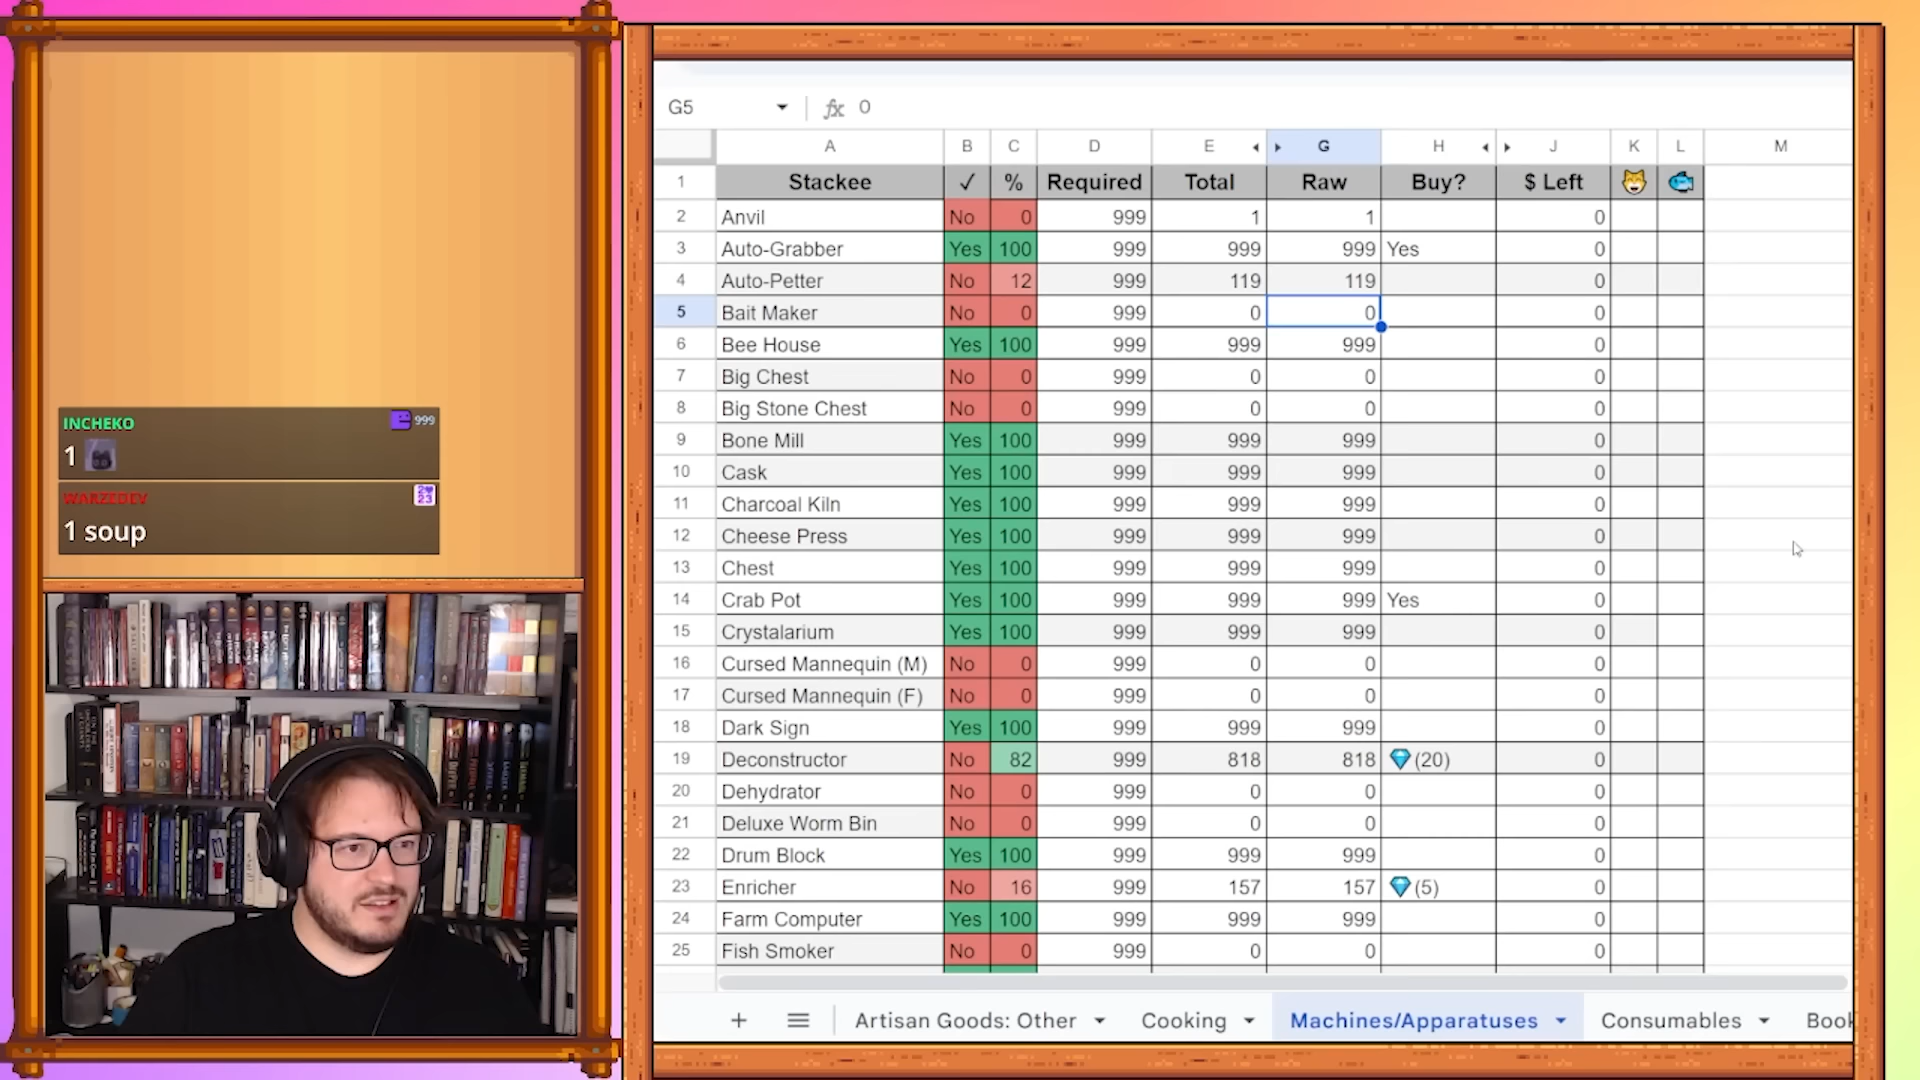 INCHEKO 999
1
WARZEDEV 23
1 soup
G5 fx 0
A B C D E G H J K L M
1 Stackee ✓ % Required Total Raw Buy? $ Left
2 Anvil No 0 999 1 1 0
3 Auto-Grabber Yes 100 999 999 999 Yes 0
4 Auto-Petter No 12 999 119 119 0
5 Bait Maker No 0 999 0 0 0
6 Bee House Yes 100 999 999 999 0
7 Big Chest No 0 999 0 0 0
8 Big Stone Chest No 0 999 0 0 0
9 Bone Mill Yes 100 999 999 999 0
10 Cask Yes 100 999 999 999 0
11 Charcoal Kiln Yes 100 999 999 999 0
12 Cheese Press Yes 100 999 999 999 0
13 Chest Yes 100 999 999 999 0
14 Crab Pot Yes 100 999 999 999 Yes 0
15 Crystalarium Yes 100 999 999 999 0
16 Cursed Mannequin (M) No 0 999 0 0 0
17 Cursed Mannequin (F) No 0 999 0 0 0
18 Dark Sign Yes 100 999 999 999 0
19 Deconstructor No 82 999 818 818 💎(20) 0
20 Dehydrator No 0 999 0 0 0
21 Deluxe Worm Bin No 0 999 0 0 0
22 Drum Block Yes 100 999 999 999 0
23 Enricher No 16 999 157 157 💎(5) 0
24 Farm Computer Yes 100 999 999 999 0
25 Fish Smoker No 0 999 0 0 0
+ Artisan Goods: Other Cooking Machines/Apparatuses Consumables Book